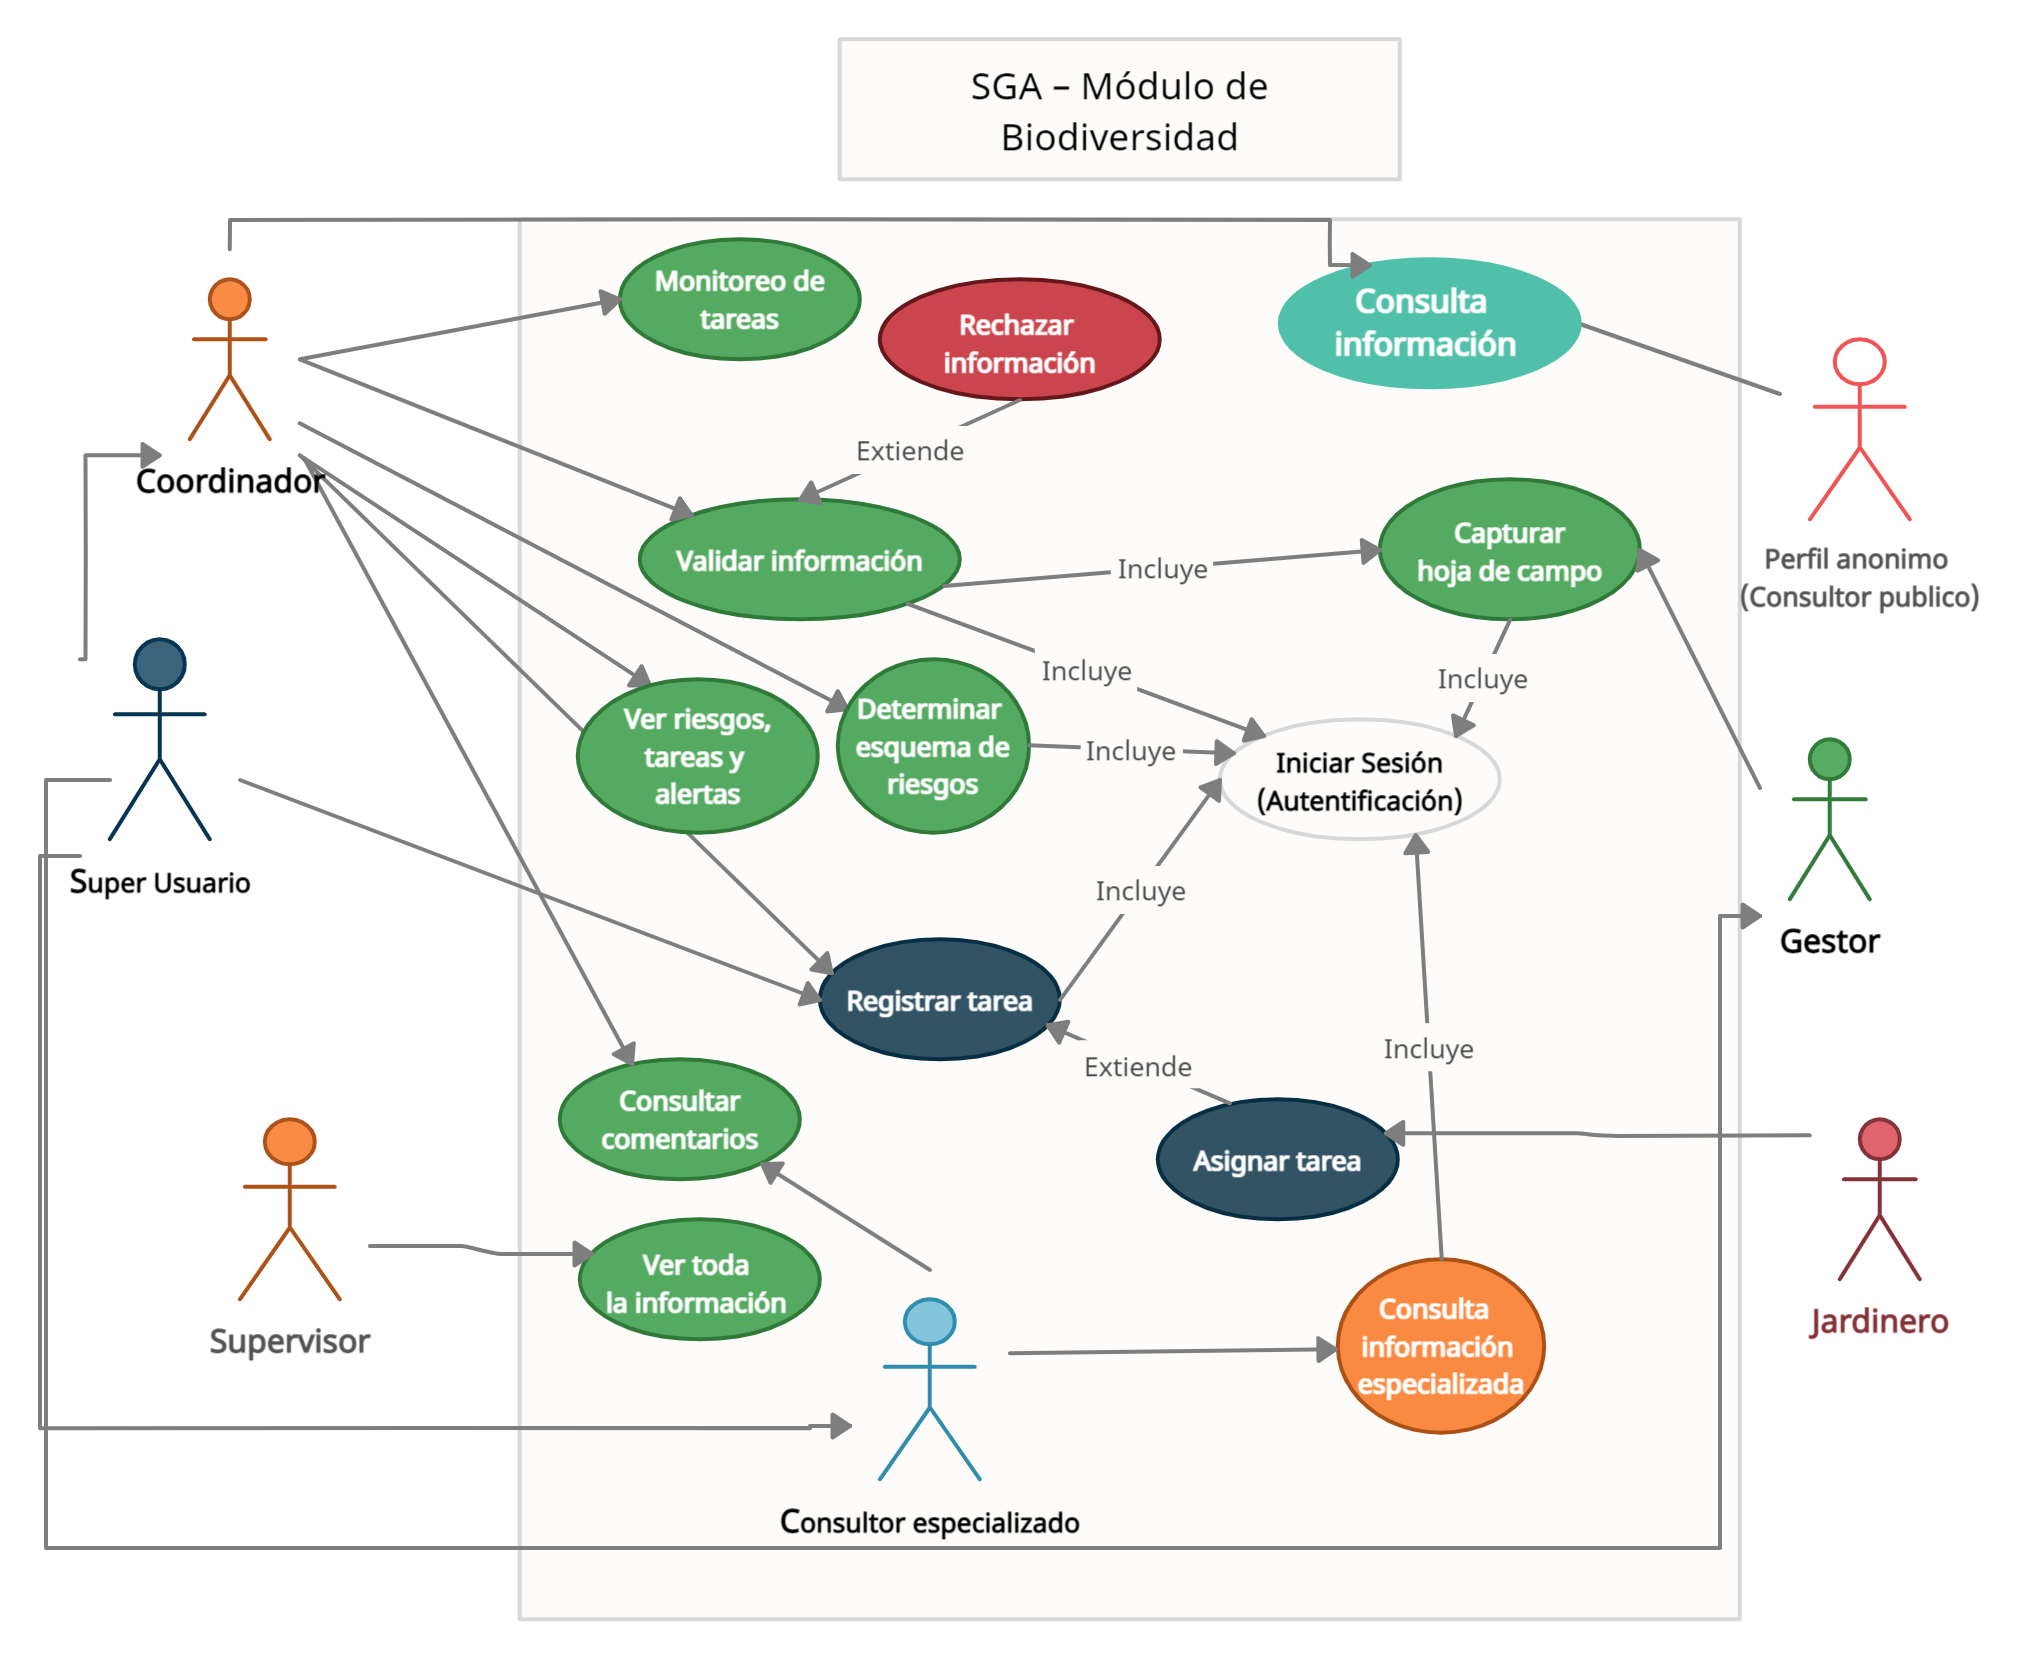 SGA – Módulo de
Biodiversidad
Monitoreo de
tareas
Rechazar
información
Consulta
información
Extiende
Coordinador
Validar información
Incluye
Capturar
hoja de campo
Perfil anonimo
(Consultor publico)
Incluye
Incluye
Ver riesgos,
tareas y
alertas
Determinar
esquema de
riesgos
Incluye
Iniciar Sesión
(Autentificación)
Super Usuario
Incluye
Gestor
Registrar tarea
Extiende
Incluye
Consultar
comentarios
Asignar tarea
Ver toda
la información
Supervisor
Consulta
información
especializada
Jardinero
Consultor especializado